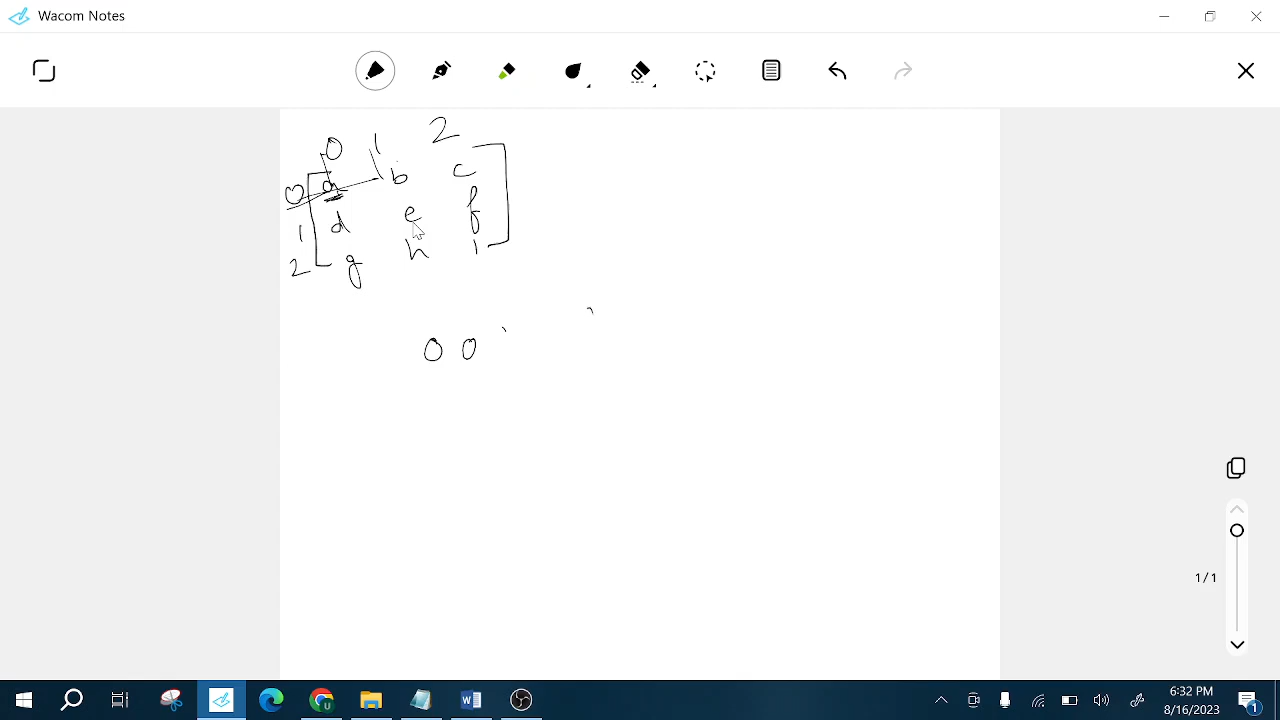 Wacom Notes
0 1 2
0 a b c
1 d e f
2 g h i
0 0
1 / 1
6:32 PM
8/16/2023